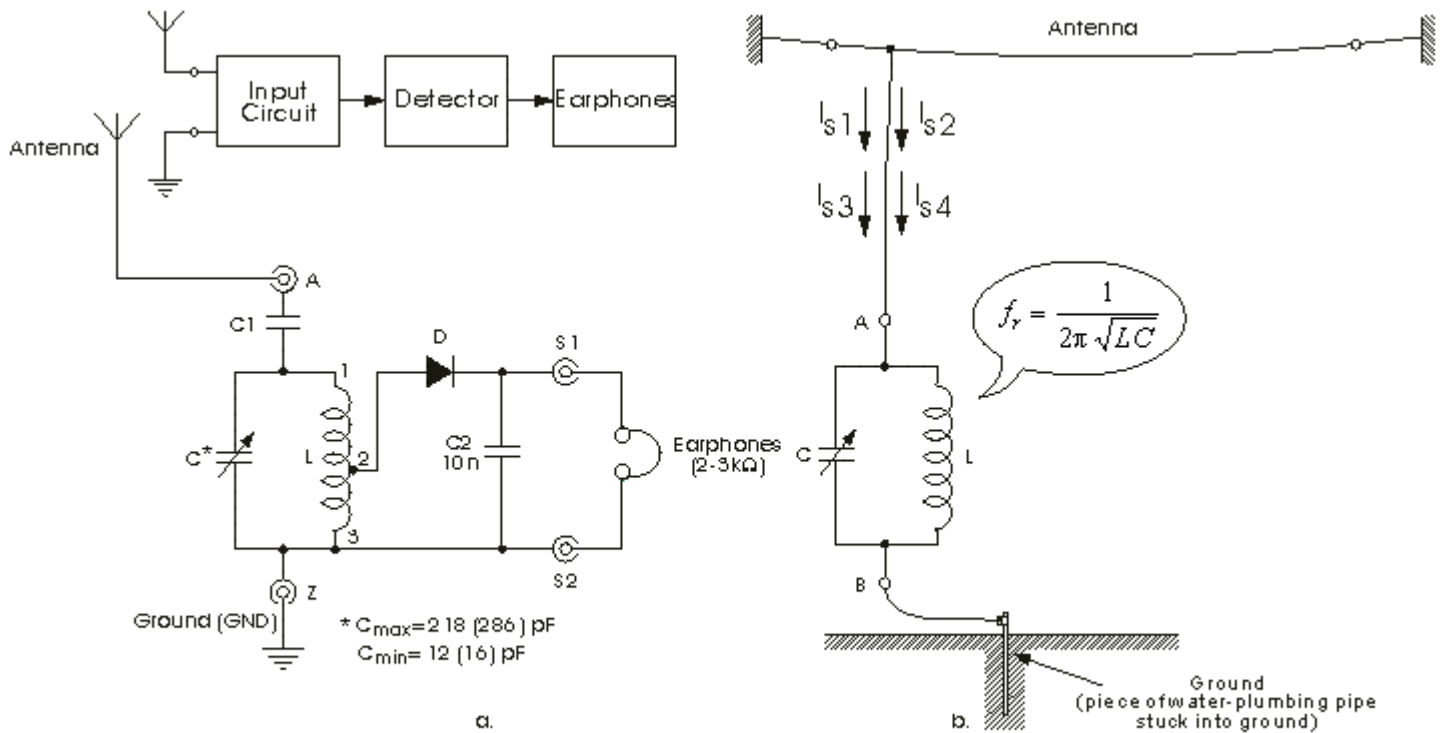 Input
Circuit
Detector
Earphones
Antenna
A
C1
D
S1
1
C*
L
2
C2
10n
3
Earphones
(2-3kΩ)
S2
Z
Ground (GND)
* Cmax=218 (286) pF
Cmin= 12 (16) pF
a.
Antenna
Is1
Is2
Is3
Is4
A
fr = 1 / 2π √LC
C
L
B
Ground
(piece of water-plumbing pipe
stuck into ground)
b.